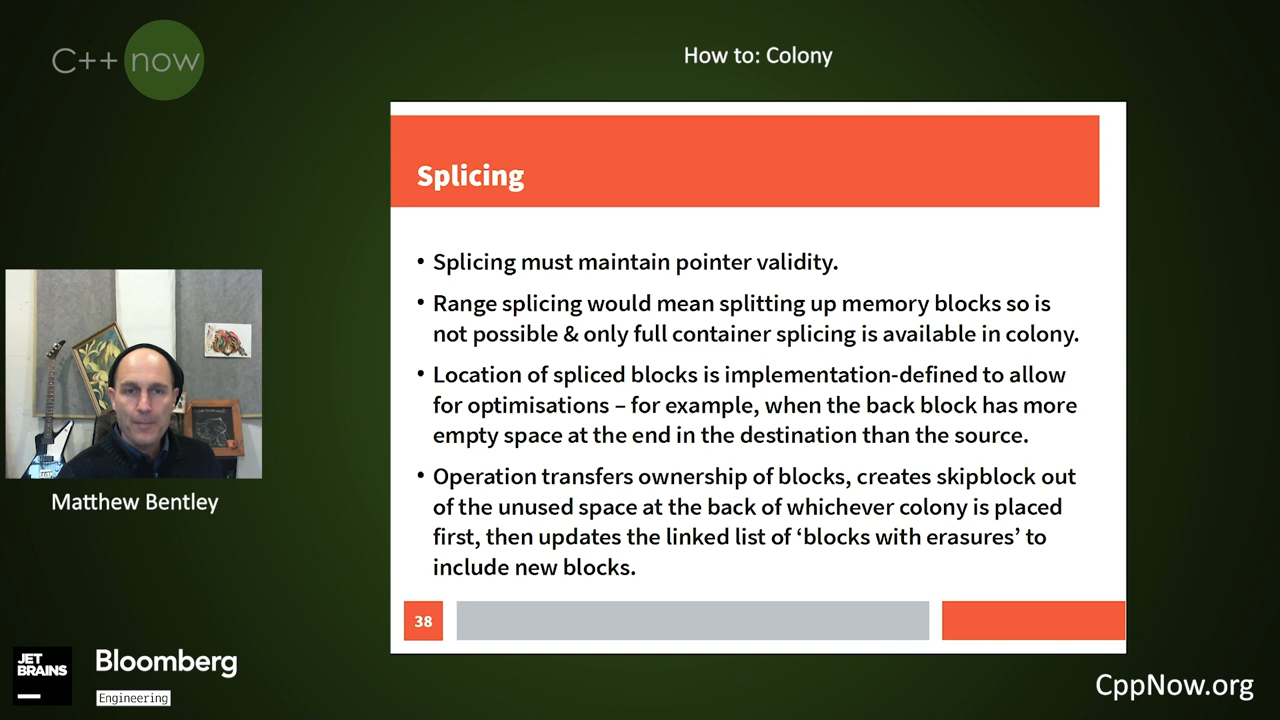 C++ now
How to: Colony
Splicing
• Splicing must maintain pointer validity.
• Range splicing would mean splitting up memory blocks so is
not possible & only full container splicing is available in colony.
• Location of spliced blocks is implementation-defined to allow
for optimisations – for example, when the back block has more
empty space at the end in the destination than the source.
• Operation transfers ownership of blocks, creates skipblock out
of the unused space at the back of whichever colony is placed
first, then updates the linked list of ‘blocks with erasures’ to
include new blocks.
38
Matthew Bentley
JET
BRAINS
Bloomberg
Engineering
CppNow.org